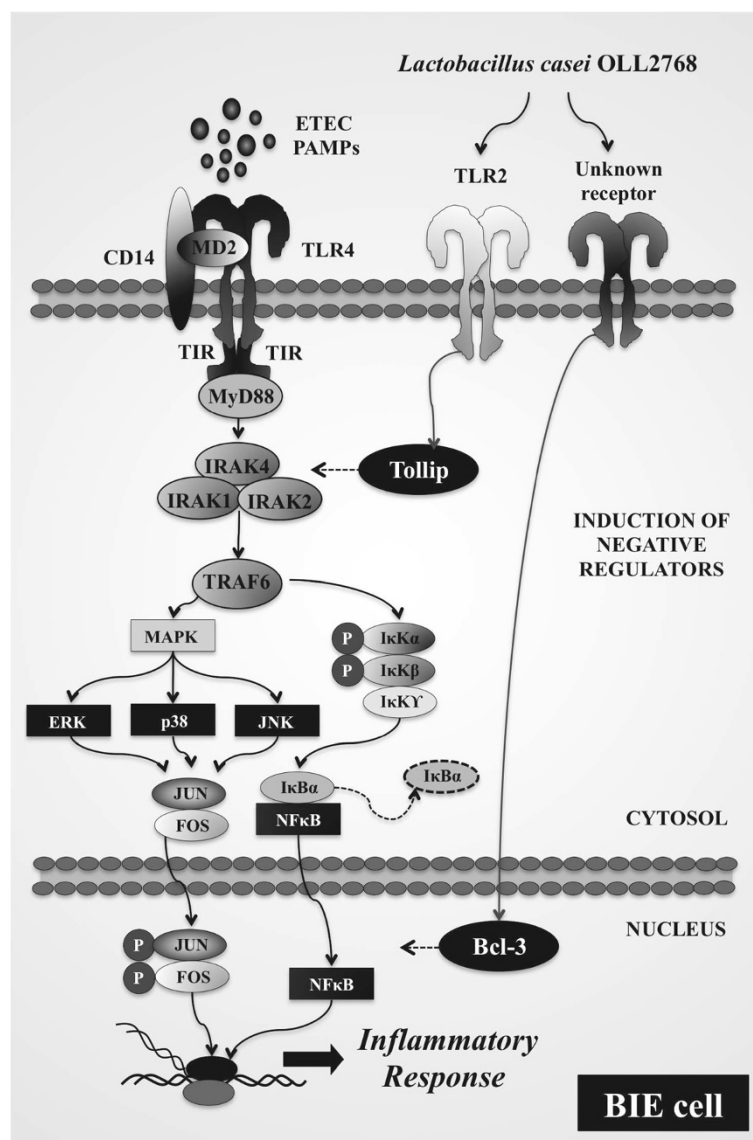 Lactobacillus casei OLL2768
ETEC
PAMPs
TLR2
Unknown
receptor
CD14
MD2
TLR4
TIR
TIR
MyD88
IRAK4
IRAK1
IRAK2
Tollip
INDUCTION OF
NEGATIVE
REGULATORS
TRAF6
MAPK
P
IκKα
P
IκKβ
IκKϒ
ERK
p38
JNK
JUN
FOS
IκBα
NFκB
IκBα
CYTOSOL
NUCLEUS
P
JUN
P
FOS
NFκB
Bcl-3
Inflammatory
Response
BIE cell